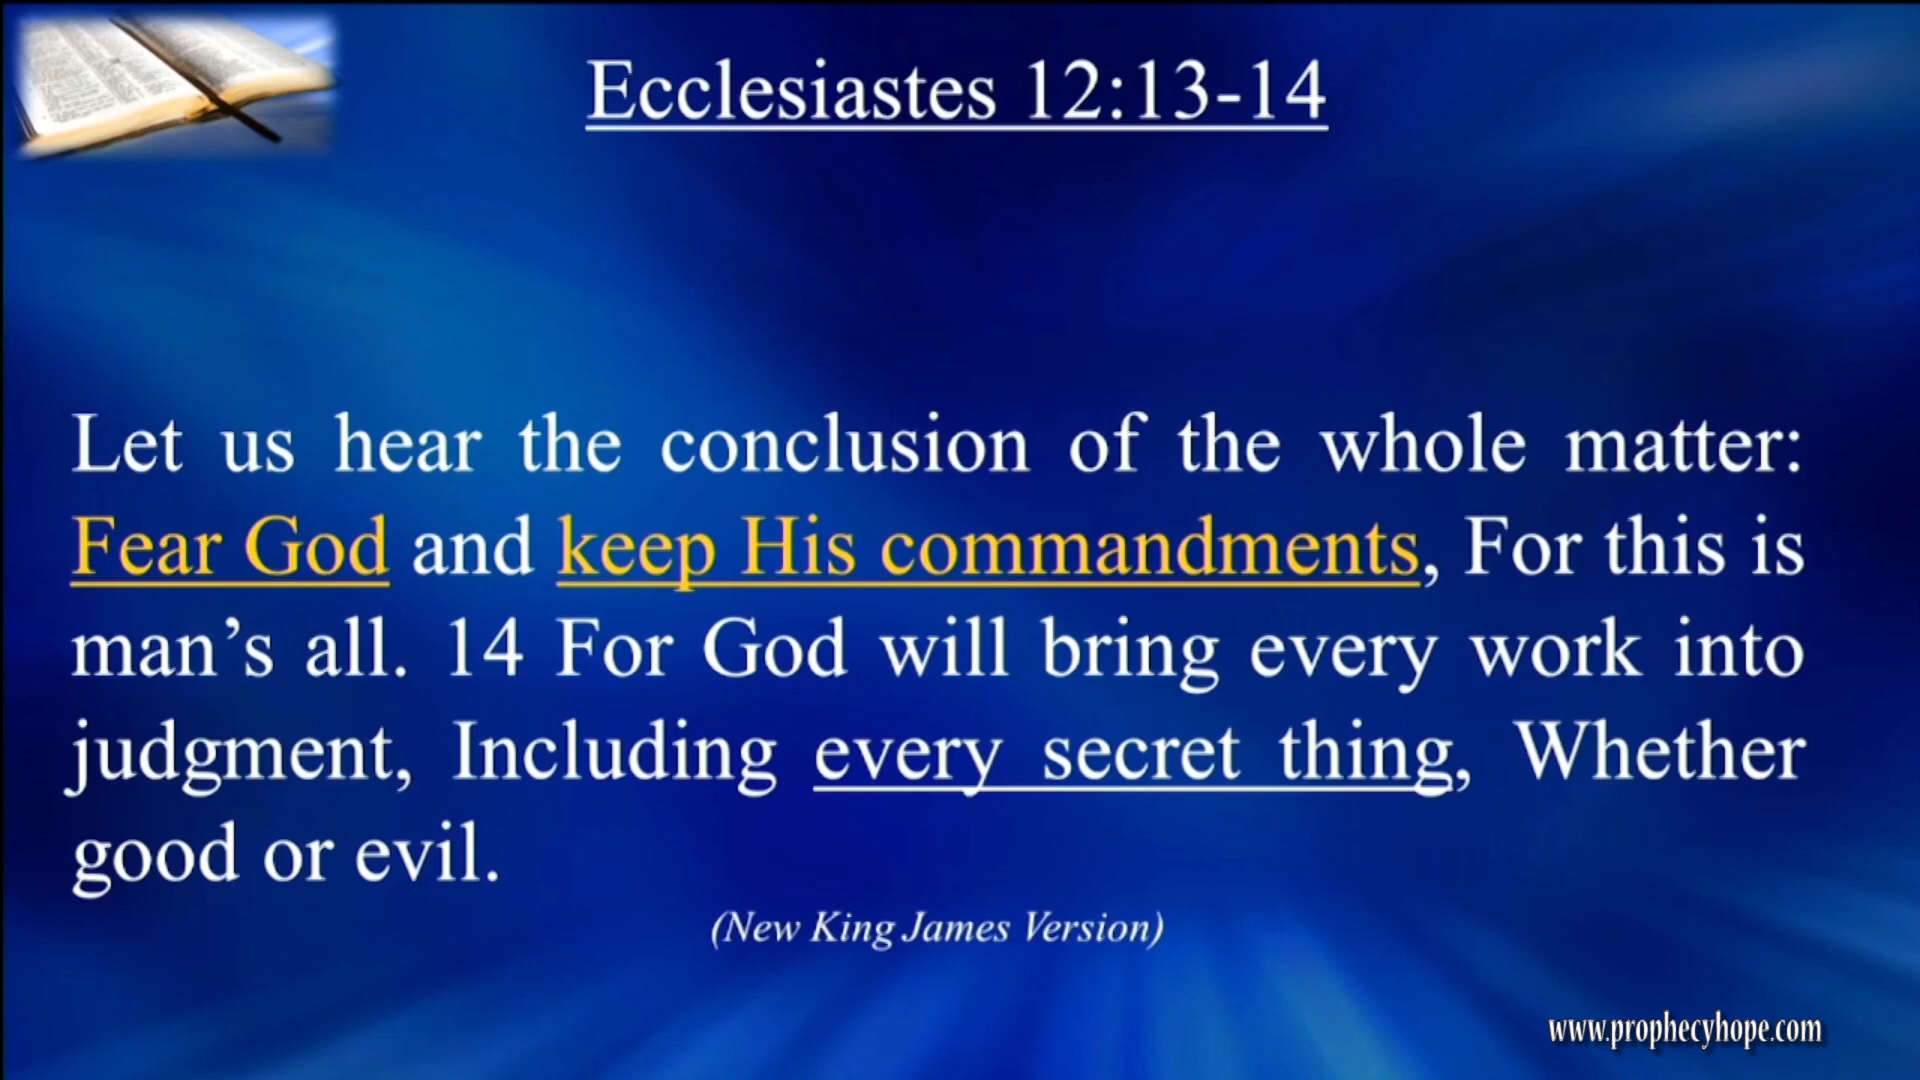 Ecclesiastes 12:13-14
Let us hear the conclusion of the whole matter:
Fear God and keep His commandments, For this is
man’s all. 14 For God will bring every work into
judgment, Including every secret thing, Whether
good or evil.
(New King James Version)
www.prophecyhope.com